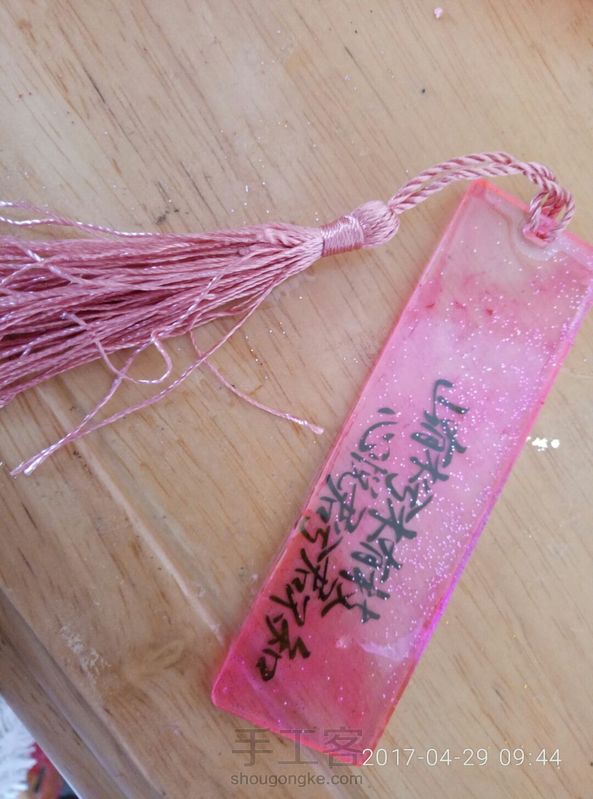 山有木兮木有枝
心悦君兮君不知
手工客
2017-04-29 09:44
shougongke.com